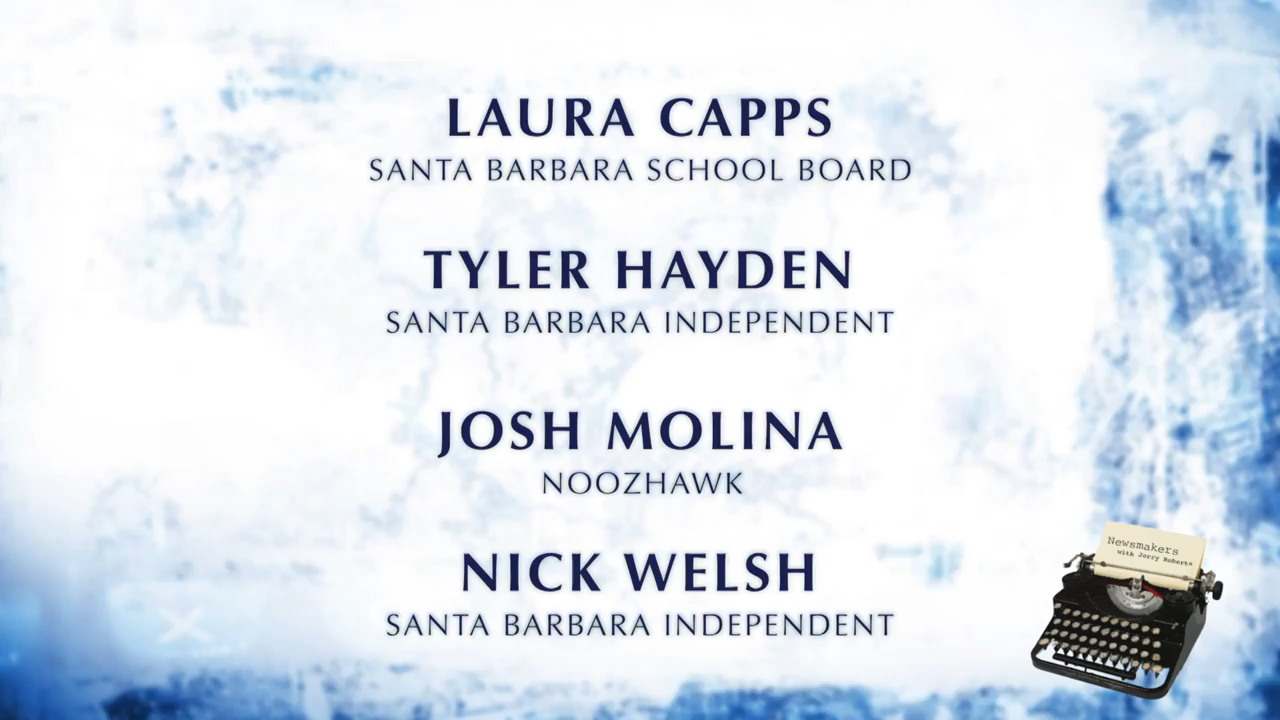 LAURA CAPPS
SANTA BARBARA SCHOOL BOARD
TYLER HAYDEN
SANTA BARBARA INDEPENDENT
JOSH MOLINA
NOOZHAWK
NICK WELSH
SANTA BARBARA INDEPENDENT
Newsmakers
with Jerry Roberts